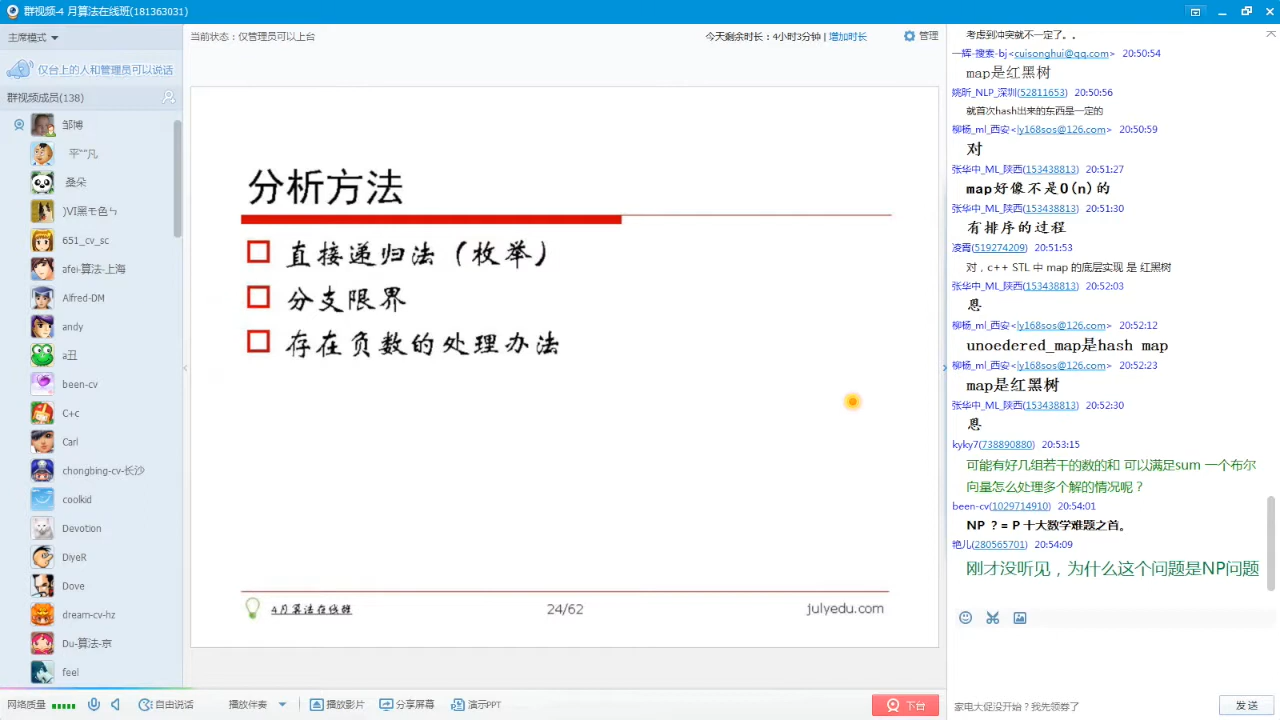 群视频-4 月算法在线班(181363031)
主席模式
当前状态：仅管理员可以上台
今天剩余时长：4小时3分钟 | 增加时长
管理
仅台上的人和管理员可以说话
群视频成员(138)
邹博
平~~凡
桑朵
651_cv_sc
afei-算法-上海
Alfred-DM
andy
a丑
been-cv
C+c
Carl
chongbing-cv-长沙
coolkid
Devotion
DiyeR
Dove
dream-cv-hz
Du-算法-京
feel
分析方法
直接递归法（枚举）
分支限界
存在负数的处理办法
4月算法在线班
24/62
julyedu.com
考虑到冲突就不一定了。。
一辉-搜索-bj<cuisonghui@qq.com> 20:50:54
map是红黑树
姚昕_NLP_深圳(52811653) 20:50:56
就首次hash出来的东西是一定的
柳杨_ml_西安<ly168sos@126.com> 20:50:59
对
张华中_ML_陕西(153438813) 20:51:27
map好像不是O(n)的
张华中_ML_陕西(153438813) 20:51:30
有排序的过程
凌霄(519274209) 20:51:53
对，c++ STL 中 map 的底层实现 是 红黑树
张华中_ML_陕西(153438813) 20:52:03
恩
柳杨_ml_西安<ly168sos@126.com> 20:52:12
unoedered_map是hash map
柳杨_ml_西安<ly168sos@126.com> 20:52:23
map是红黑树
张华中_ML_陕西(153438813) 20:52:30
恩
kyky7(738890880) 20:53:15
可能有好几组若干的数的和 可以满足sum 一个布尔
向量怎么处理多个解的情况呢？
been-cv(1029714910) 20:54:01
NP ？= P 十大数学难题之首。
艳儿(280565701) 20:54:09
刚才没听见，为什么这个问题是NP问题
网络质量
自由说话
播放伴奏
播放影片
分享屏幕
演示PPT
下台
家电大促没开始？我先领券了
发送